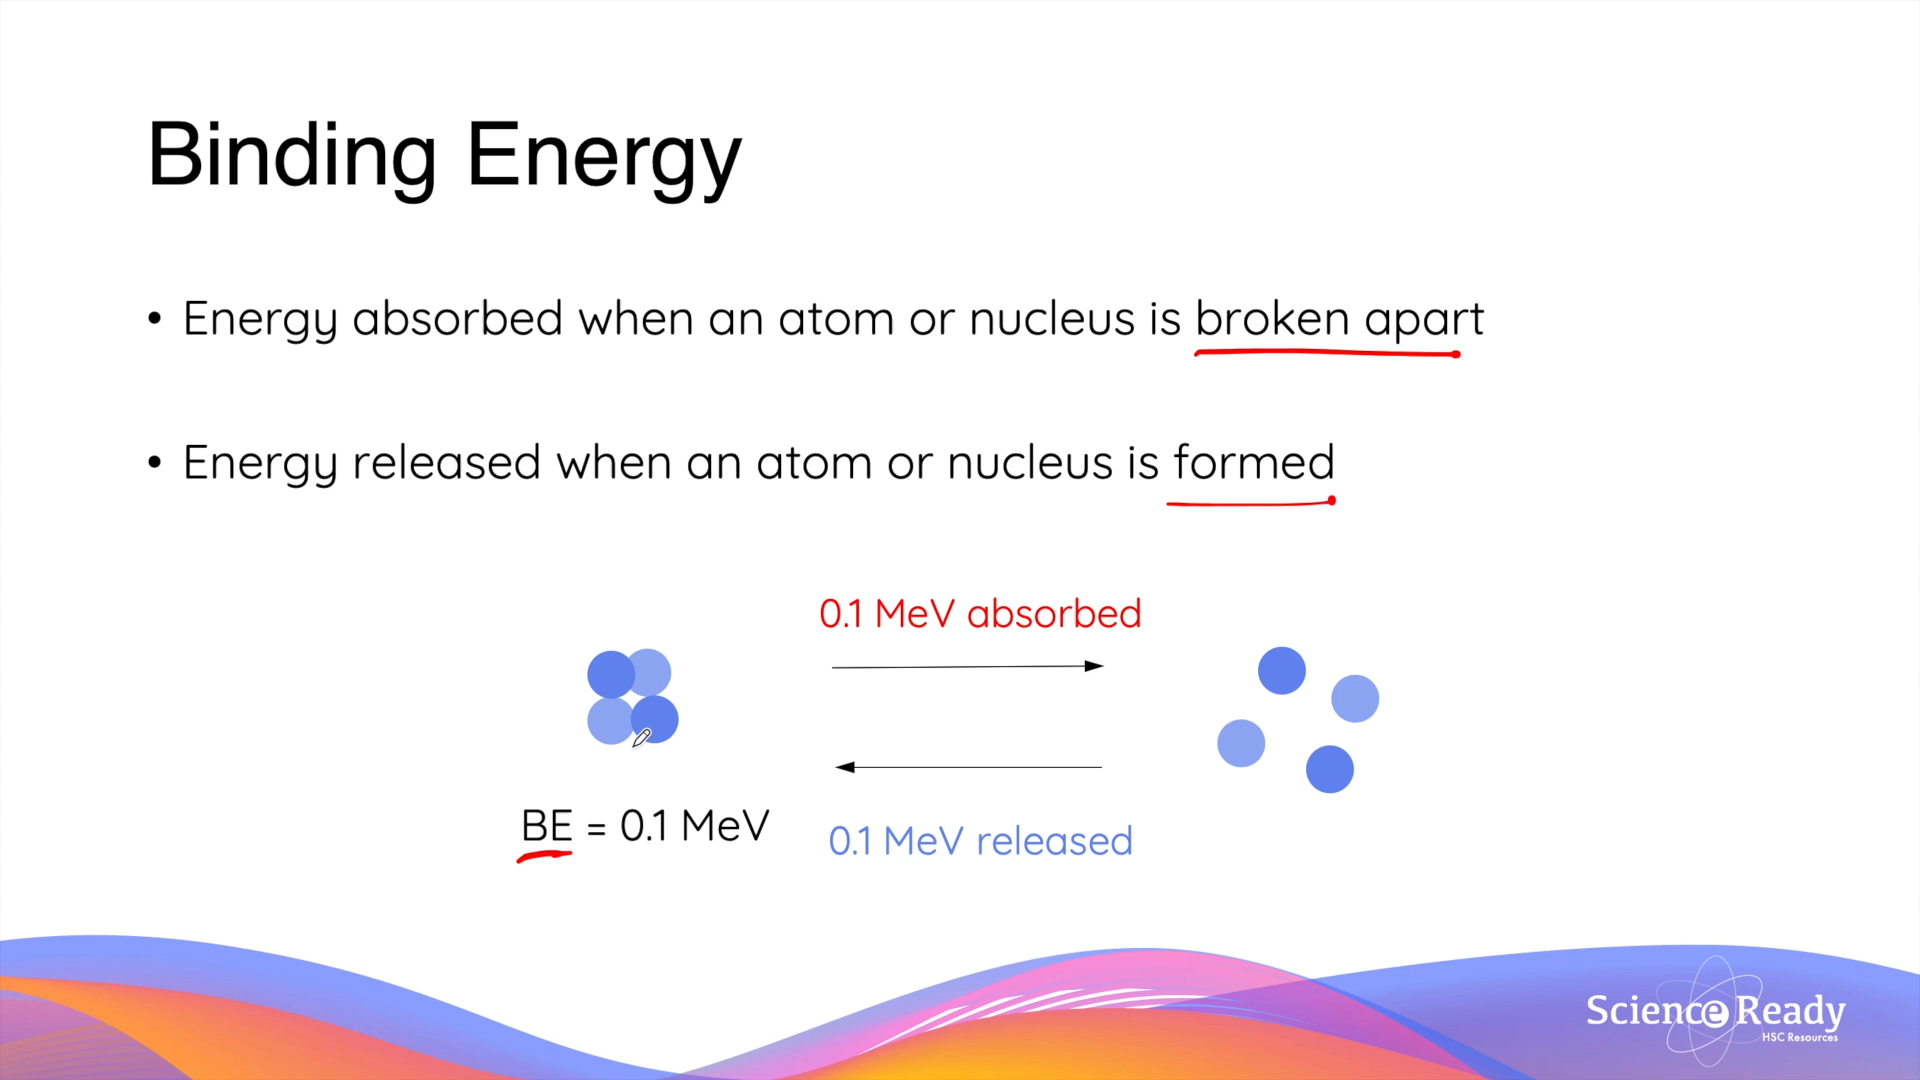 Binding Energy
• Energy absorbed when an atom or nucleus is broken apart
• Energy released when an atom or nucleus is formed
0.1 MeV absorbed
BE = 0.1 MeV
0.1 MeV released
Science Ready
HSC Resources